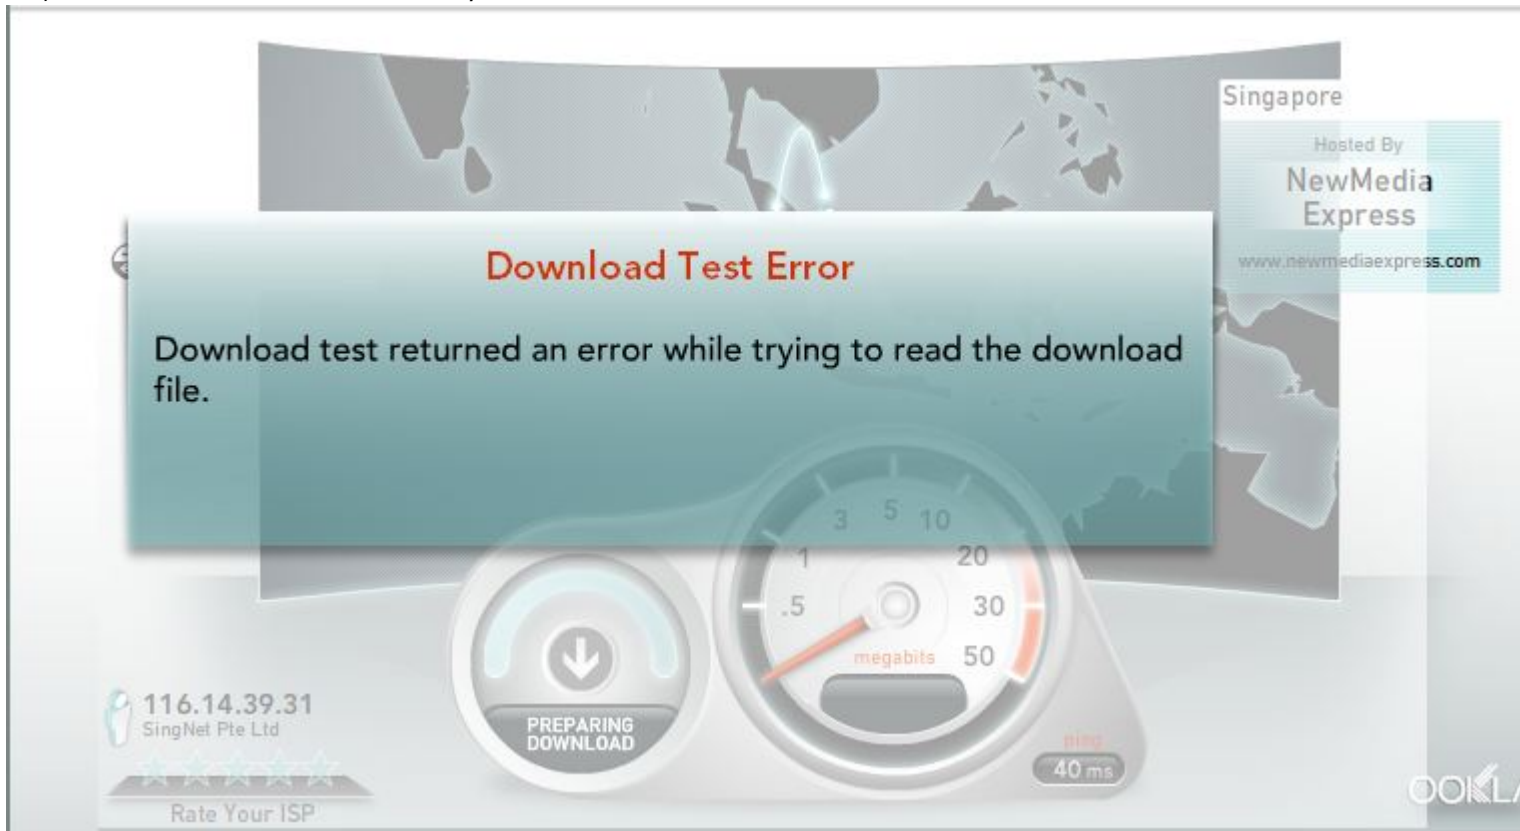 Singapore
Hosted By
NewMedia
Express
www.newmediaexpress.com
Download Test Error
Download test returned an error while trying to read the download
file.
3 5 10
1 20
.5 30
megabits 50
116.14.39.31
SingNet Pte Ltd
PREPARING
DOWNLOAD
ping
40 ms
Rate Your ISP
OOKLA